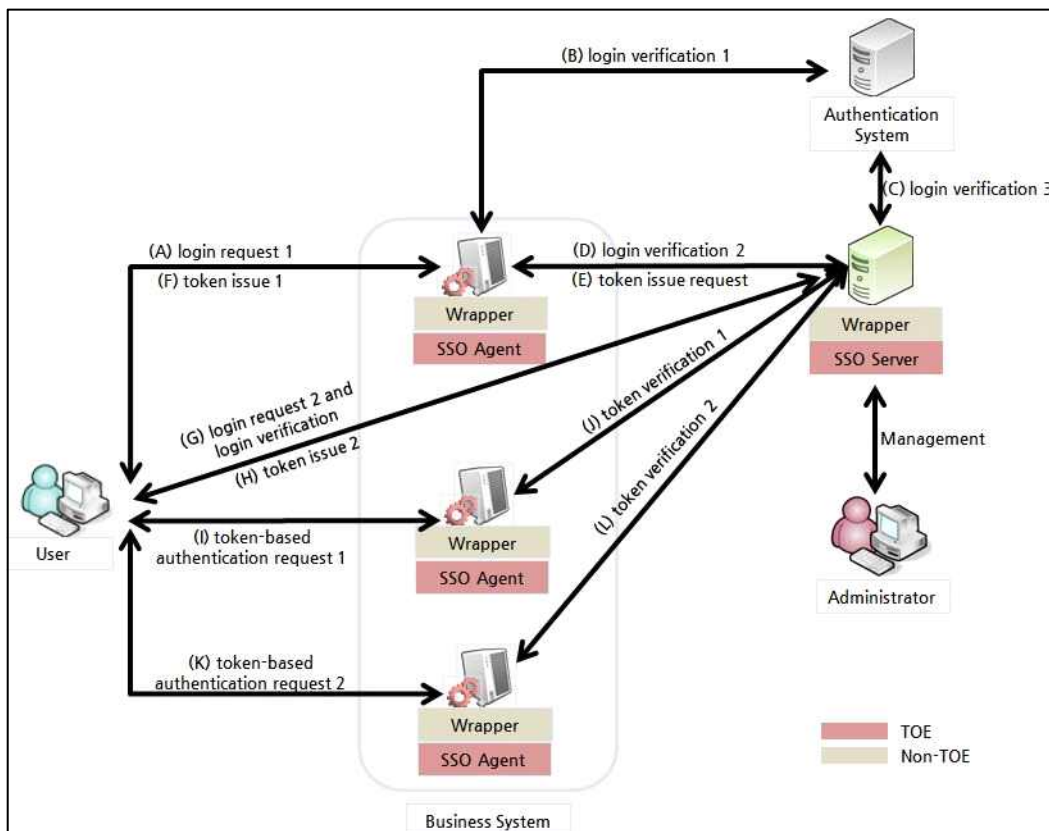 (B) login verification 1
Authentication
System
(C) login verification 3
(A) login request 1
(F) token issue 1
(D) login verification 2
(E) token issue request
Wrapper
SSO Agent
Wrapper
SSO Server
(G) login request 2 and
login verification
(H) token issue 2
(J) token verification 1
(L) token verification 2
Management
User
(I) token-based
authentication request 1
Wrapper
SSO Agent
Administrator
(K) token-based
authentication request 2
Wrapper
SSO Agent
TOE
Non-TOE
Business System